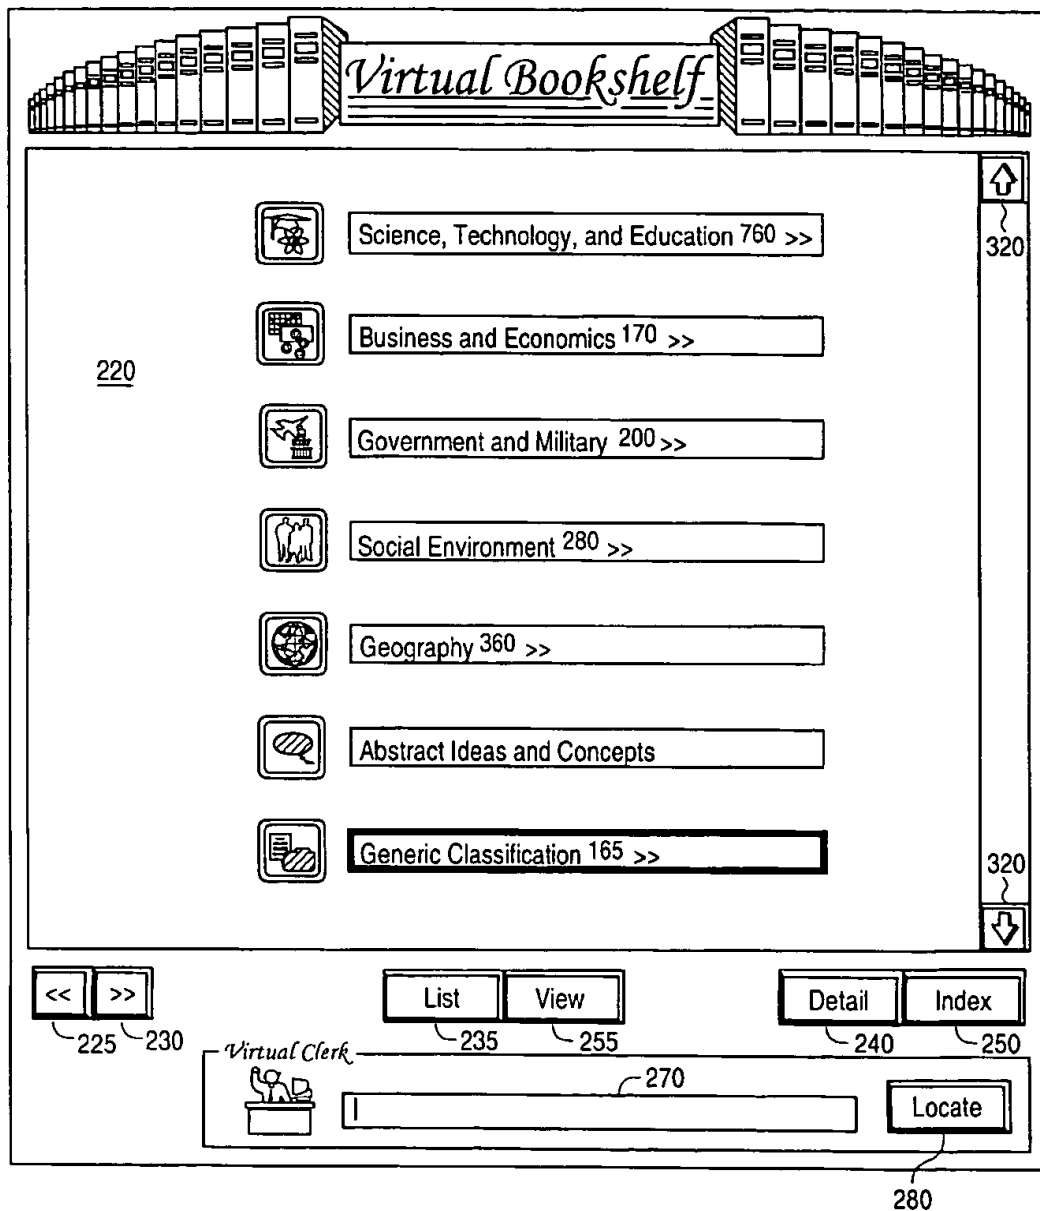 Virtual Bookshelf
320
Science, Technology, and Education 760 >>
Business and Economics 170 >>
220
Government and Military 200 >>
Social Environment 280 >>
Geography 360 >>
Abstract Ideas and Concepts
Generic Classification 165 >>
320
<< >> List View Detail Index
225 230 235 255 240 250
Virtual Clerk
270
Locate
280